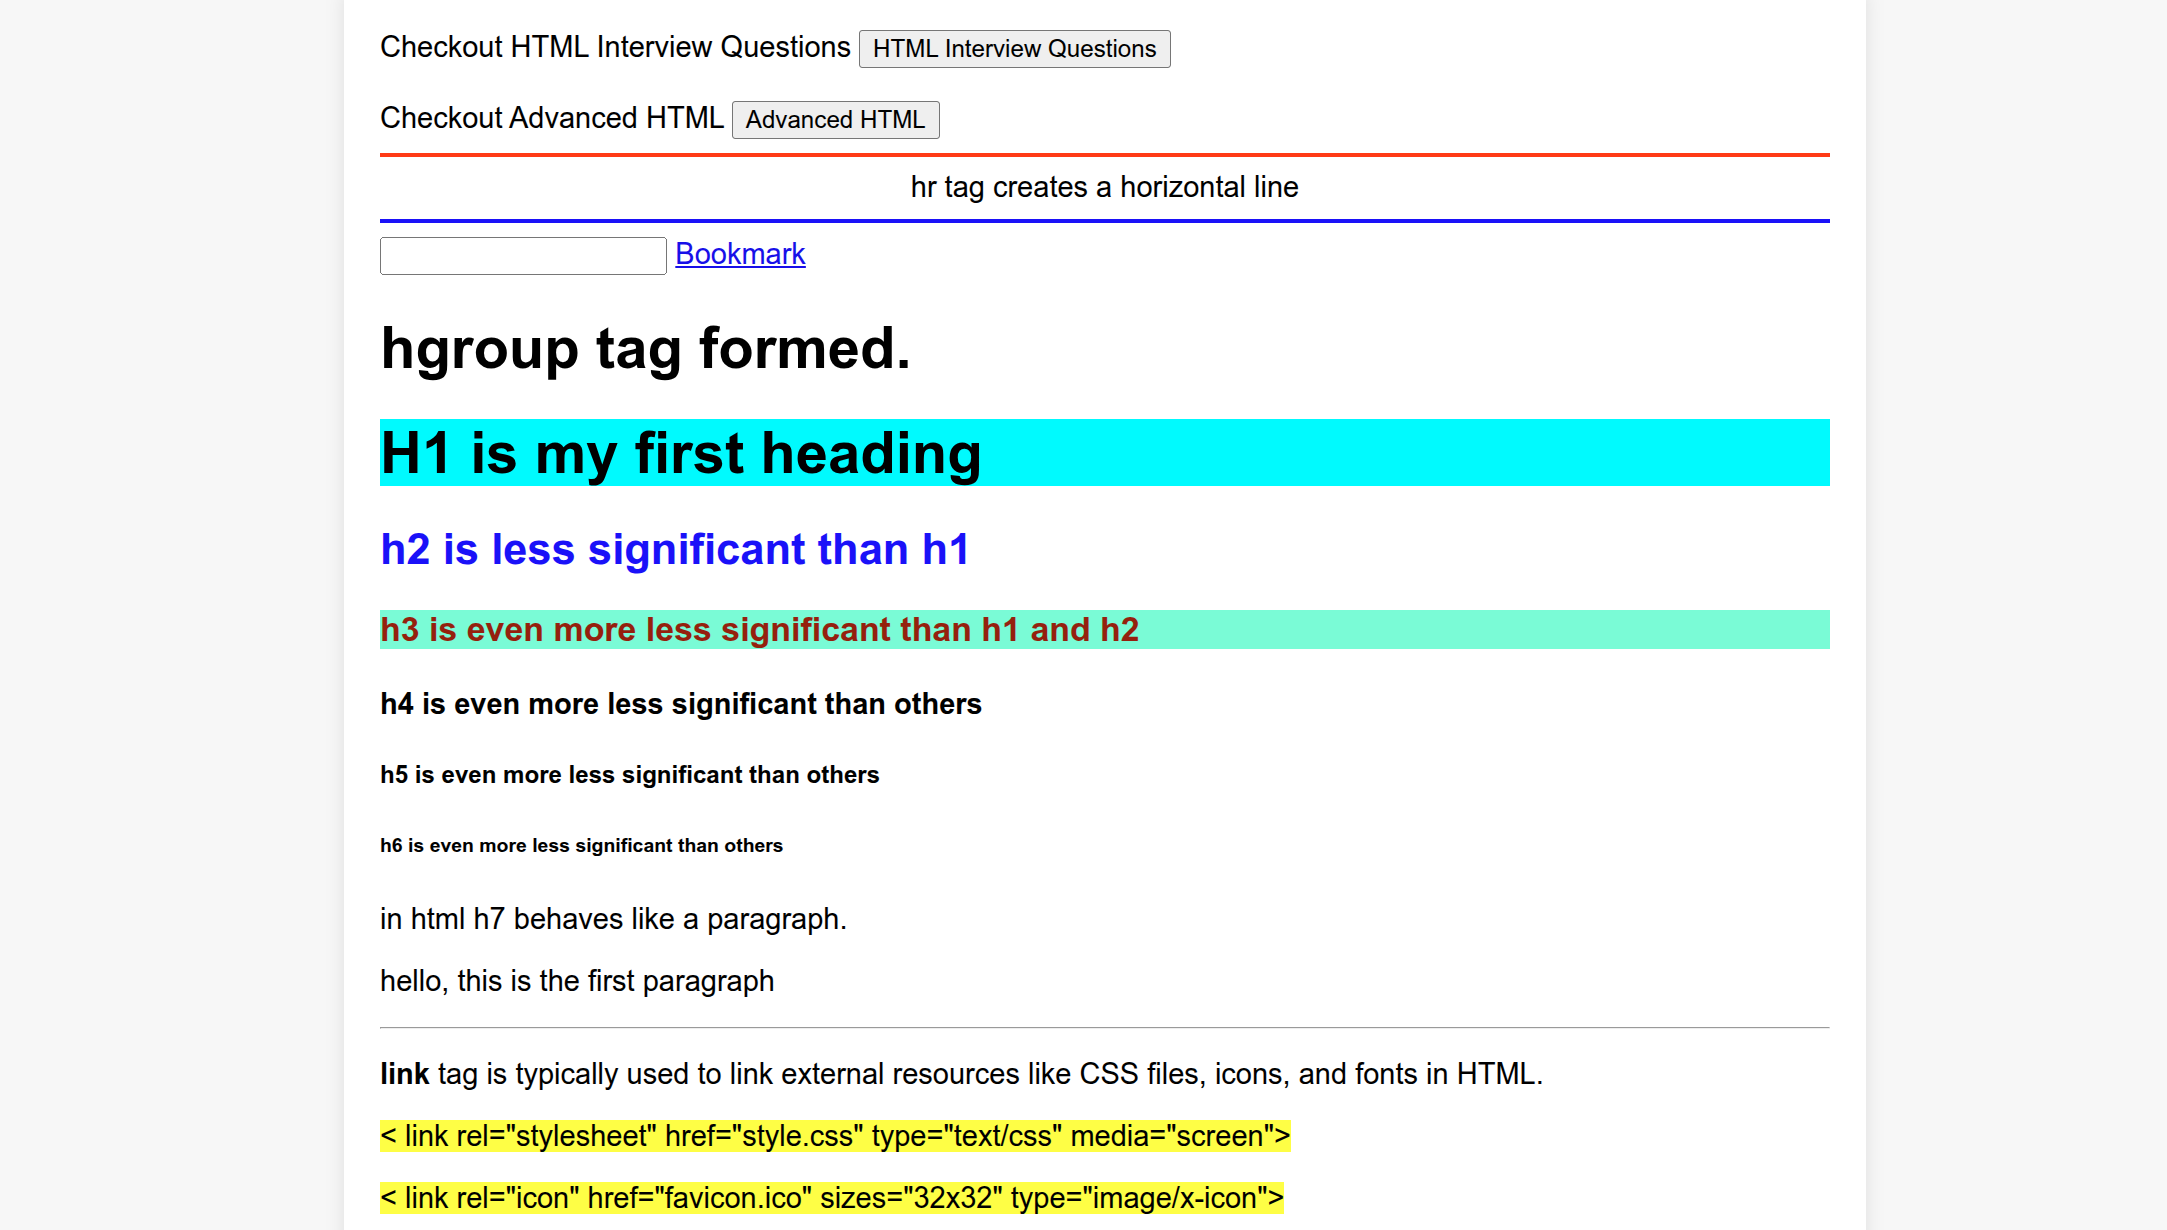 Checkout HTML Interview Questions HTML Interview Questions
Checkout Advanced HTML Advanced HTML
hr tag creates a horizontal line
Bookmark
hgroup tag formed.
H1 is my first heading
h2 is less significant than h1
h3 is even more less significant than h1 and h2
h4 is even more less significant than others
h5 is even more less significant than others
h6 is even more less significant than others
in html h7 behaves like a paragraph.
hello, this is the first paragraph
link tag is typically used to link external resources like CSS files, icons, and fonts in HTML.
< link rel="stylesheet" href="style.css" type="text/css" media="screen">
< link rel="icon" href="favicon.ico" sizes="32x32" type="image/x-icon">